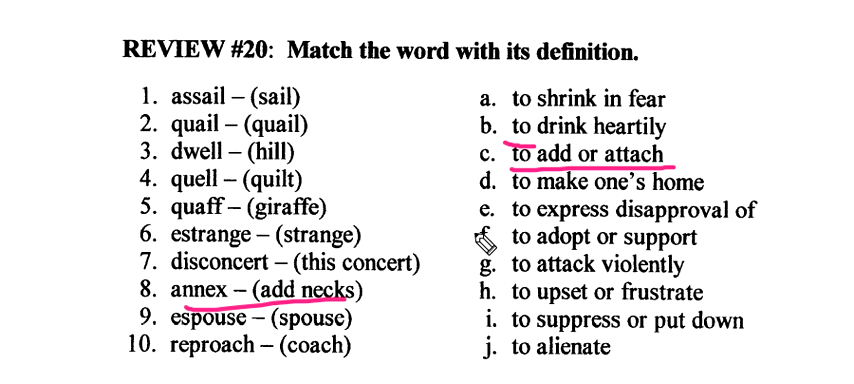 REVIEW #20: Match the word with its definition.
1. assail – (sail)
2. quail – (quail)
3. dwell – (hill)
4. quell – (quilt)
5. quaff – (giraffe)
6. estrange – (strange)
7. disconcert – (this concert)
8. annex – (add necks)
9. espouse – (spouse)
10. reproach – (coach)
a. to shrink in fear
b. to drink heartily
c. to add or attach
d. to make one's home
e. to express disapproval of
f. to adopt or support
g. to attack violently
h. to upset or frustrate
i. to suppress or put down
j. to alienate